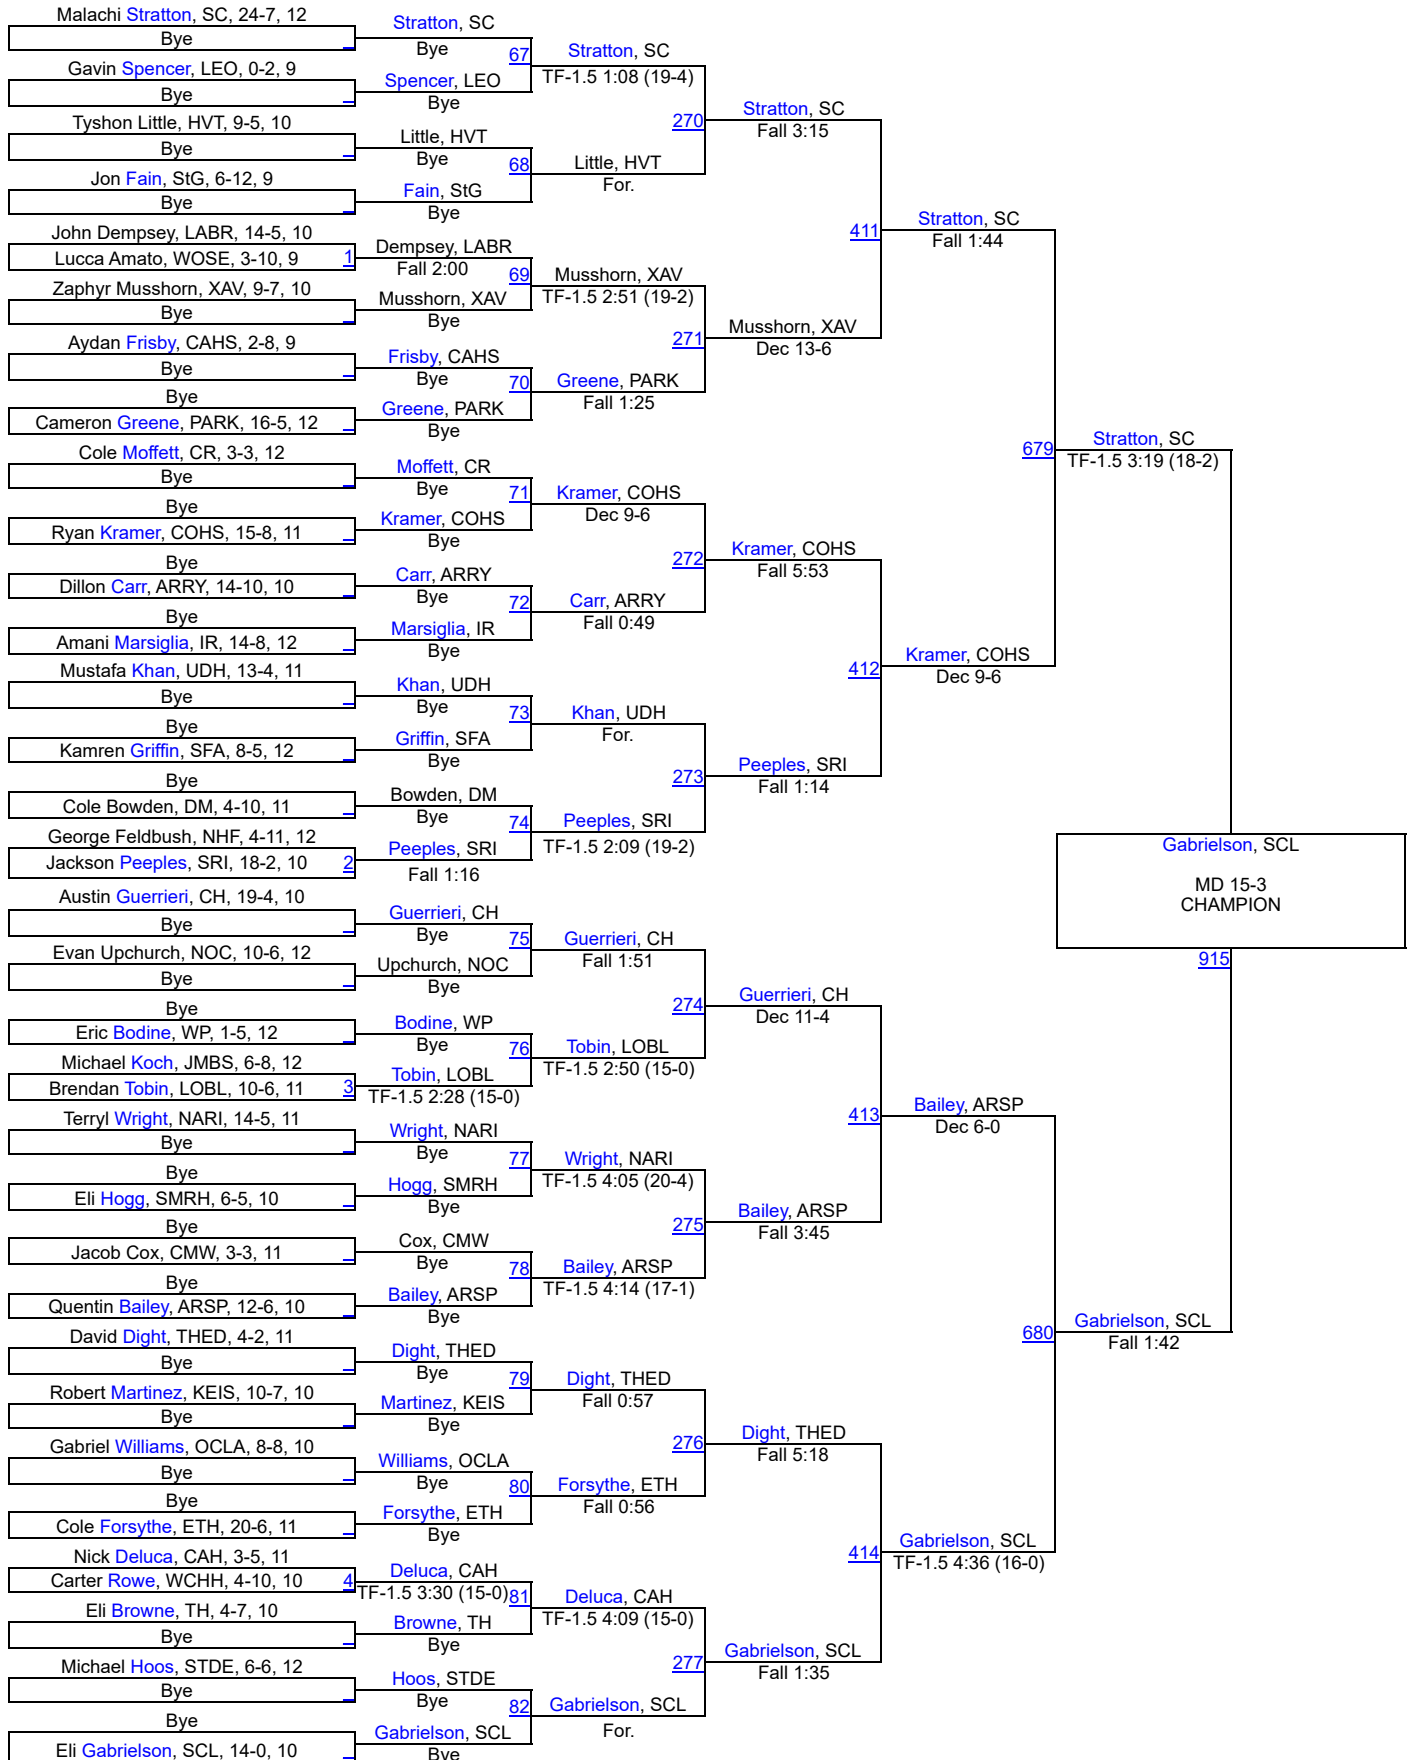 Malachi Stratton, SC, 24-7, 12
Bye
Gavin Spencer, LEO, 0-2, 9
Bye
Tyshon Little, HVT, 9-5, 10
Bye
Jon Fain, StG, 6-12, 9
Bye
John Dempsey, LABR, 14-5, 10
Lucca Amato, WOSE, 3-10, 9
1
Zaphyr Musshorn, XAV, 9-7, 10
Bye
Aydan Frisby, CAHS, 2-8, 9
Bye
Bye
Cameron Greene, PARK, 16-5, 12
Cole Moffett, CR, 3-3, 12
Bye
Bye
Ryan Kramer, COHS, 15-8, 11
Bye
Dillon Carr, ARRY, 14-10, 10
Bye
Amani Marsiglia, IR, 14-8, 12
Mustafa Khan, UDH, 13-4, 11
Bye
Bye
Kamren Griffin, SFA, 8-5, 12
Bye
Cole Bowden, DM, 4-10, 11
George Feldbush, NHF, 4-11, 12
Jackson Peeples, SRI, 18-2, 10
2
Austin Guerrieri, CH, 19-4, 10
Bye
Evan Upchurch, NOC, 10-6, 12
Bye
Bye
Eric Bodine, WP, 1-5, 12
Michael Koch, JMBS, 6-8, 12
Brendan Tobin, LOBL, 10-6, 11
3
Terryl Wright, NARI, 14-5, 11
Bye
Bye
Eli Hogg, SMRH, 6-5, 10
Bye
Jacob Cox, CMW, 3-3, 11
Bye
Quentin Bailey, ARSP, 12-6, 10
David Dight, THED, 4-2, 11
Bye
Robert Martinez, KEIS, 10-7, 10
Bye
Gabriel Williams, OCLA, 8-8, 10
Bye
Bye
Cole Forsythe, ETH, 20-6, 11
Nick Deluca, CAH, 3-5, 11
Carter Rowe, WCHH, 4-10, 10
4
Eli Browne, TH, 4-7, 10
Bye
Michael Hoos, STDE, 6-6, 12
Bye
Bye
Eli Gabrielson, SCL, 14-0, 10
Stratton, SC
Bye
67
Spencer, LEO
Bye
Little, HVT
Bye
68
Fain, StG
Bye
Dempsey, LABR
Fall 2:00
69
Musshorn, XAV
Bye
Frisby, CAHS
Bye
70
Greene, PARK
Bye
Moffett, CR
Bye
71
Kramer, COHS
Bye
Carr, ARRY
Bye
72
Marsiglia, IR
Bye
Khan, UDH
Bye
73
Griffin, SFA
Bye
Bowden, DM
Bye
74
Peeples, SRI
Fall 1:16
Guerrieri, CH
Bye
75
Upchurch, NOC
Bye
Bodine, WP
Bye
76
Tobin, LOBL
TF-1.5 2:28 (15-0)
Wright, NARI
Bye
77
Hogg, SMRH
Bye
Cox, CMW
Bye
78
Bailey, ARSP
Bye
Dight, THED
Bye
79
Martinez, KEIS
Bye
Williams, OCLA
Bye
80
Forsythe, ETH
Bye
Deluca, CAH
TF-1.5 3:30 (15-0)
81
Browne, TH
Bye
Hoos, STDE
Bye
82
Gabrielson, SCL
Bye
Stratton, SC
TF-1.5 1:08 (19-4)
270
Little, HVT
For.
Musshorn, XAV
TF-1.5 2:51 (19-2)
271
Greene, PARK
Fall 1:25
Kramer, COHS
Dec 9-6
272
Carr, ARRY
Fall 0:49
Khan, UDH
For.
273
Peeples, SRI
TF-1.5 2:09 (19-2)
Guerrieri, CH
Fall 1:51
274
Tobin, LOBL
TF-1.5 2:50 (15-0)
Wright, NARI
TF-1.5 4:05 (20-4)
275
Bailey, ARSP
TF-1.5 4:14 (17-1)
Dight, THED
Fall 0:57
276
Forsythe, ETH
Fall 0:56
Deluca, CAH
TF-1.5 4:09 (15-0)
277
Gabrielson, SCL
For.
Stratton, SC
Fall 3:15
411
Musshorn, XAV
Dec 13-6
Kramer, COHS
Fall 5:53
412
Peeples, SRI
Fall 1:14
Guerrieri, CH
Dec 11-4
413
Bailey, ARSP
Fall 3:45
Dight, THED
Fall 5:18
414
Gabrielson, SCL
Fall 1:35
Stratton, SC
Fall 1:44
679
Kramer, COHS
Dec 9-6
Bailey, ARSP
Dec 6-0
680
Gabrielson, SCL
TF-1.5 4:36 (16-0)
Stratton, SC
TF-1.5 3:19 (18-2)
Gabrielson, SCL
MD 15-3
CHAMPION
915
Gabrielson, SCL
Fall 1:42